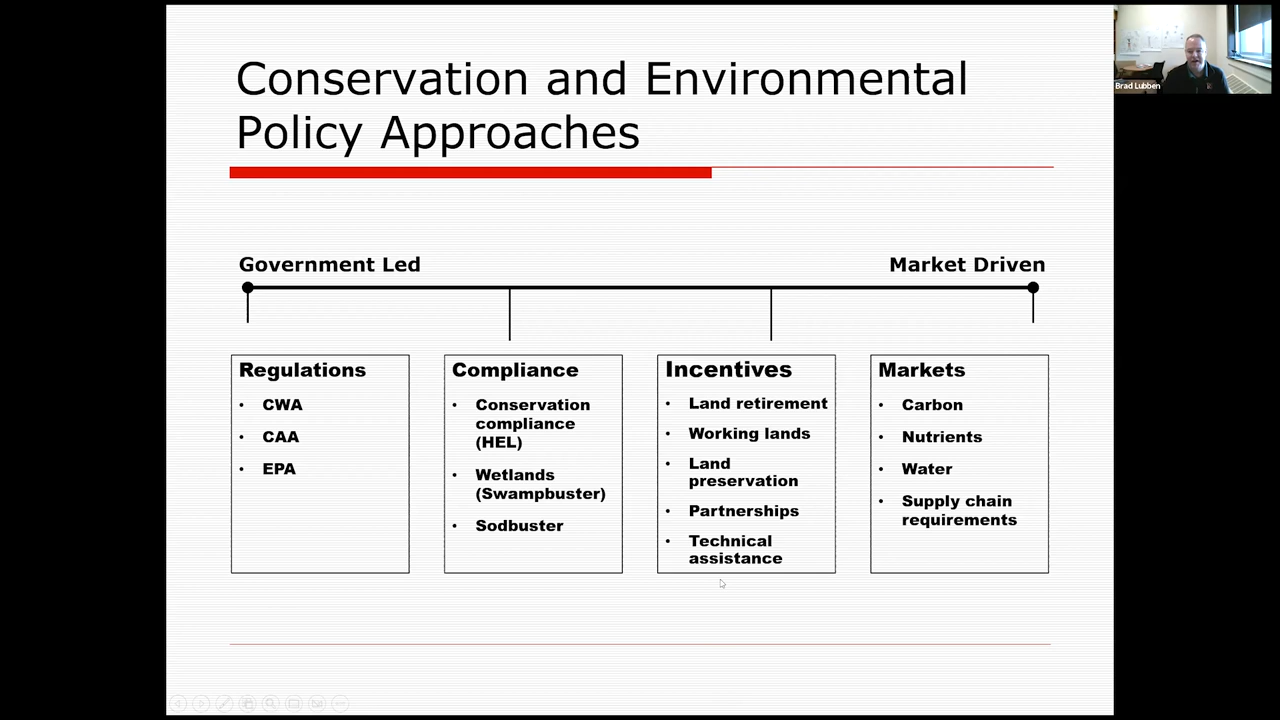 Conservation and Environmental
Policy Approaches
Brad Lubben
Government Led
Market Driven
Regulations
• CWA
• CAA
• EPA
Compliance
• Conservation
compliance
(HEL)
• Wetlands
(Swampbuster)
• Sodbuster
Incentives
• Land retirement
• Working lands
• Land
preservation
• Partnerships
• Technical
assistance
Markets
• Carbon
• Nutrients
• Water
• Supply chain
requirements